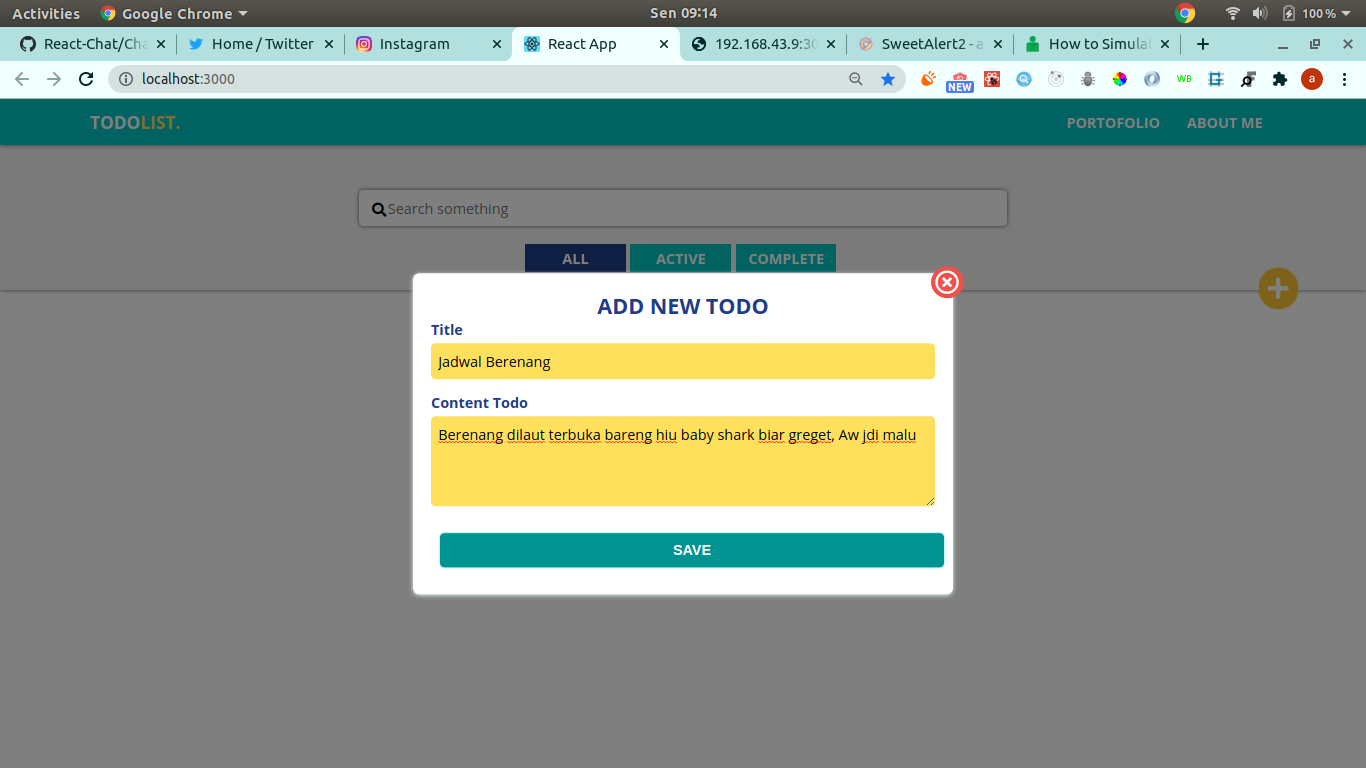 Activities Google Chrome Sen 09:14 100 %
React-Chat/Cha Home / Twitter Instagram React App 192.168.43.9:30 SweetAlert2 - a How to Simula
localhost:3000 NEW WB a
TODOLIST. PORTOFOLIO ABOUT ME
Search something
ALL ACTIVE COMPLETE
ADD NEW TODO
Title
Jadwal Berenang
Content Todo
Berenang dilaut terbuka bareng hiu baby shark biar greget, Aw jdi malu
SAVE